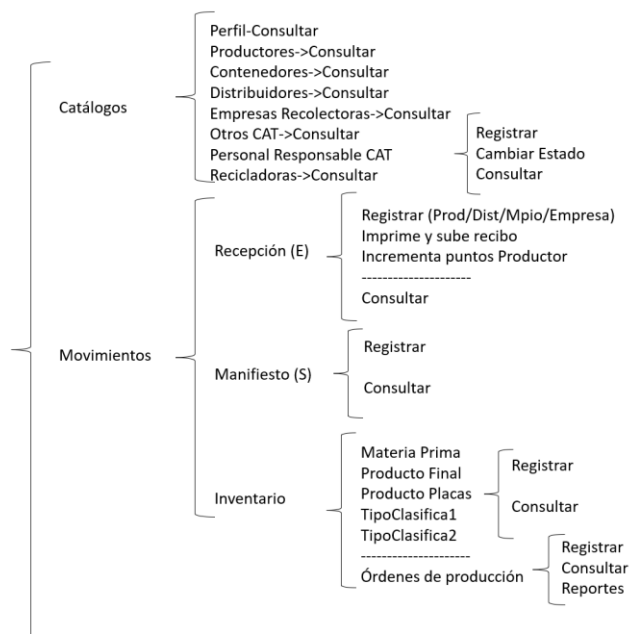 Catálogos
Perfil-Consultar
Productores->Consultar
Contenedores->Consultar
Distribuidores->Consultar
Empresas Recolectoras->Consultar
Otros CAT->Consultar
Personal Responsable CAT
Recicladoras->Consultar
Registrar
Cambiar Estado
Consultar
Movimientos
Recepción (E)
Registrar (Prod/Dist/Mpio/Empresa)
Imprime y sube recibo
Incrementa puntos Productor
---------------------
Consultar
Manifiesto (S)
Registrar
Consultar
Inventario
Materia Prima
Producto Final
Producto Placas
TipoClasifica1
TipoClasifica2
---------------------
Órdenes de producción
Registrar
Consultar
Registrar
Consultar
Reportes